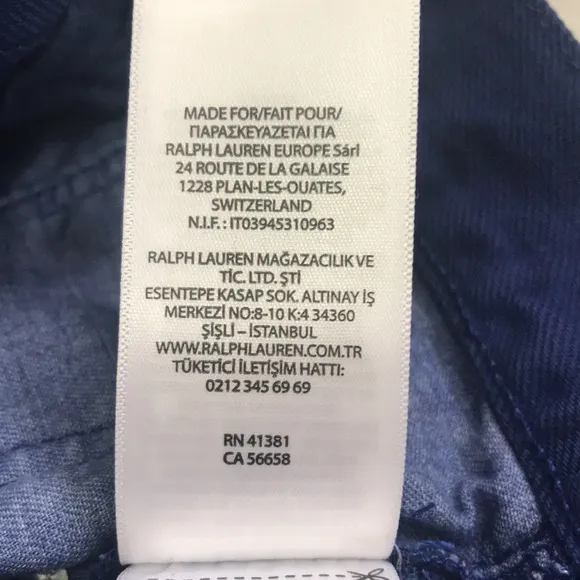 MADE FOR/FAIT POUR/
ΠΑΡΑΣΚΕΥΑΖΕΤΑΙ ΓΙΑ
RALPH LAUREN EUROPE Sárl
24 ROUTE DE LA GALAISE
1228 PLAN-LES-OUATES,
SWITZERLAND
N.I.F. : IT03945310963
RALPH LAUREN MAĞAZACILIK VE
TİC. LTD. ŞTİ
ESENTEPE KASAP SOK. ALTINAY İŞ
MERKEZİ NO:8-10 K:4 34360
ŞİŞLİ – İSTANBUL
WWW.RALPHLAUREN.COM.TR
TÜKETİCİ İLETİŞİM HATTI:
0212 345 69 69
RN 41381
CA 56658